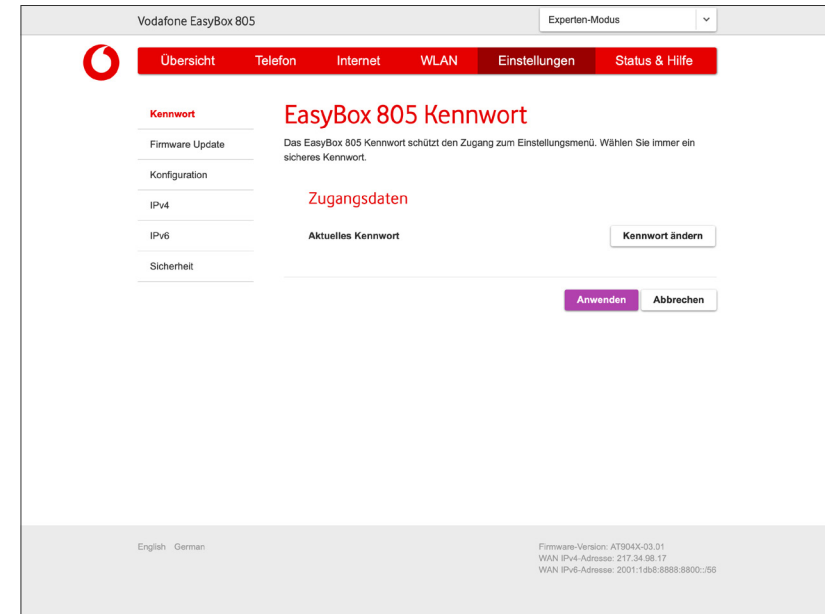 Vodafone EasyBox 805
Experten-Modus
Übersicht Telefon Internet WLAN Einstellungen Status & Hilfe
Kennwort
Firmware Update
Konfiguration
IPv4
IPv6
Sicherheit
EasyBox 805 Kennwort
Das EasyBox 805 Kennwort schützt den Zugang zum Einstellungsmenü. Wählen Sie immer ein
sicheres Kennwort.
Zugangsdaten
Aktuelles Kennwort
Kennwort ändern
Anwenden Abbrechen
English German
Firmware-Version: AT904X-03.01
WAN IPv4-Adresse: 217.34.98.17
WAN IPv6-Adresse: 2001:1db8:8888:8800::/56